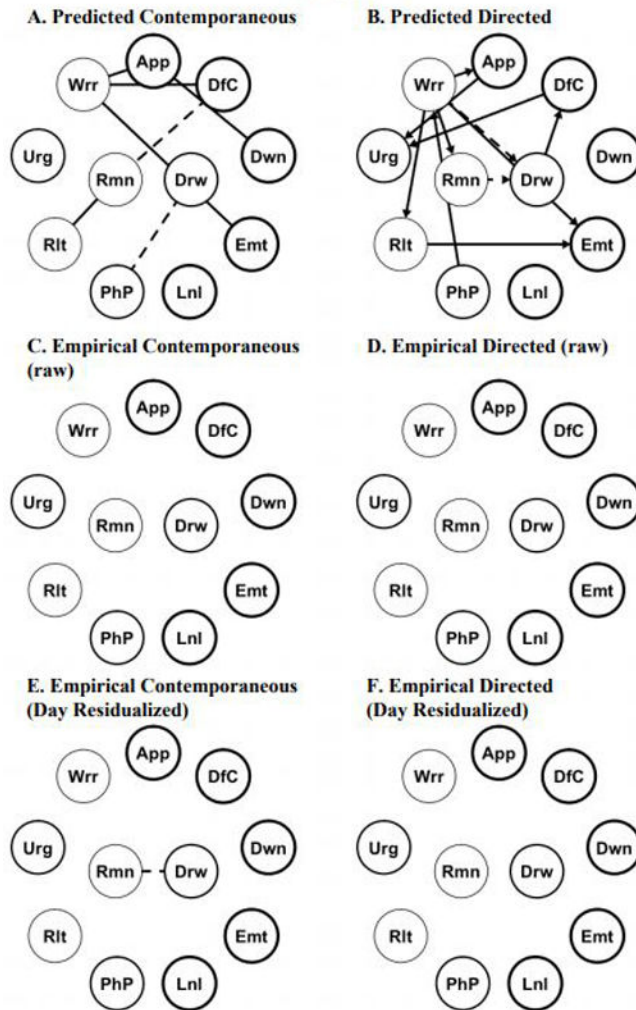 A. Predicted Contemporaneous
B. Predicted Directed
App
Wrr
DfC
Urg
Dwn
Rmn
Drw
Rlt
Emt
PhP
Lnl
App
Wrr
DfC
Urg
Dwn
Rmn
Drw
Rlt
Emt
PhP
Lnl
C. Empirical Contemporaneous
(raw)
D. Empirical Directed (raw)
App
Wrr
DfC
Urg
Dwn
Rmn
Drw
Rlt
Emt
PhP
Lnl
App
Wrr
DfC
Urg
Dwn
Rmn
Drw
Rlt
Emt
PhP
Lnl
E. Empirical Contemporaneous
(Day Residualized)
F. Empirical Directed
(Day Residualized)
App
Wrr
DfC
Urg
Dwn
Rmn
Drw
Rlt
Emt
PhP
Lnl
App
Wrr
DfC
Urg
Dwn
Rmn
Drw
Rlt
Emt
PhP
Lnl